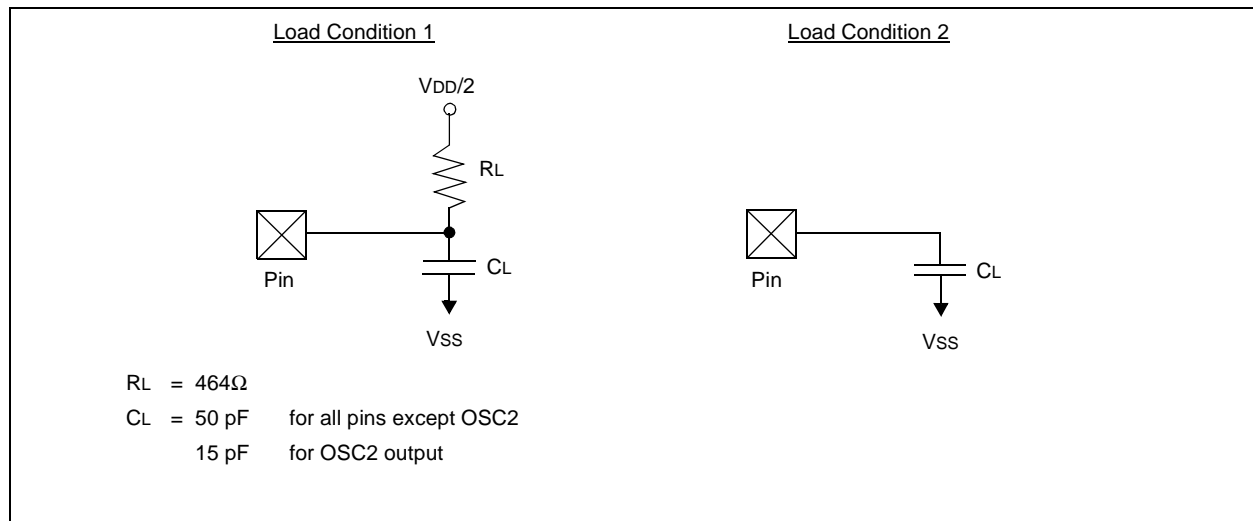 Load Condition 1
VDD/2
RL
Pin
CL
VSS
Load Condition 2
Pin
CL
VSS
RL = 464Ω
CL = 50 pF for all pins except OSC2
15 pF for OSC2 output